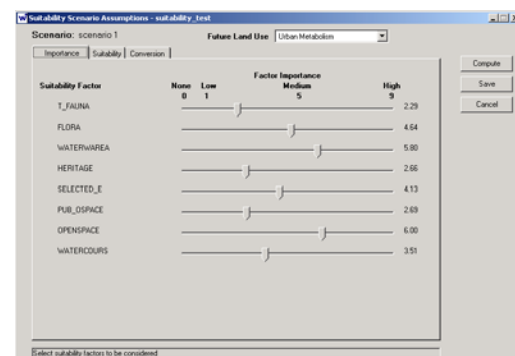 Suitability Scenario Assumptions - suitability_test
Scenario: scenario 1
Future Land Use Urban Metabolism
Importance Suitability Conversion
Compute
Save
Cancel
Factor Importance
Suitability Factor None Low Medium High
0 1 5 9
T_FAUNA 2.29
FLORA 4.64
WATERWAREA 5.80
HERITAGE 2.66
SELECTED_E 4.13
PUB_OSPACE 2.69
OPENSPACE 6.00
WATERCOURS 3.51
Select suitability factors to be considered